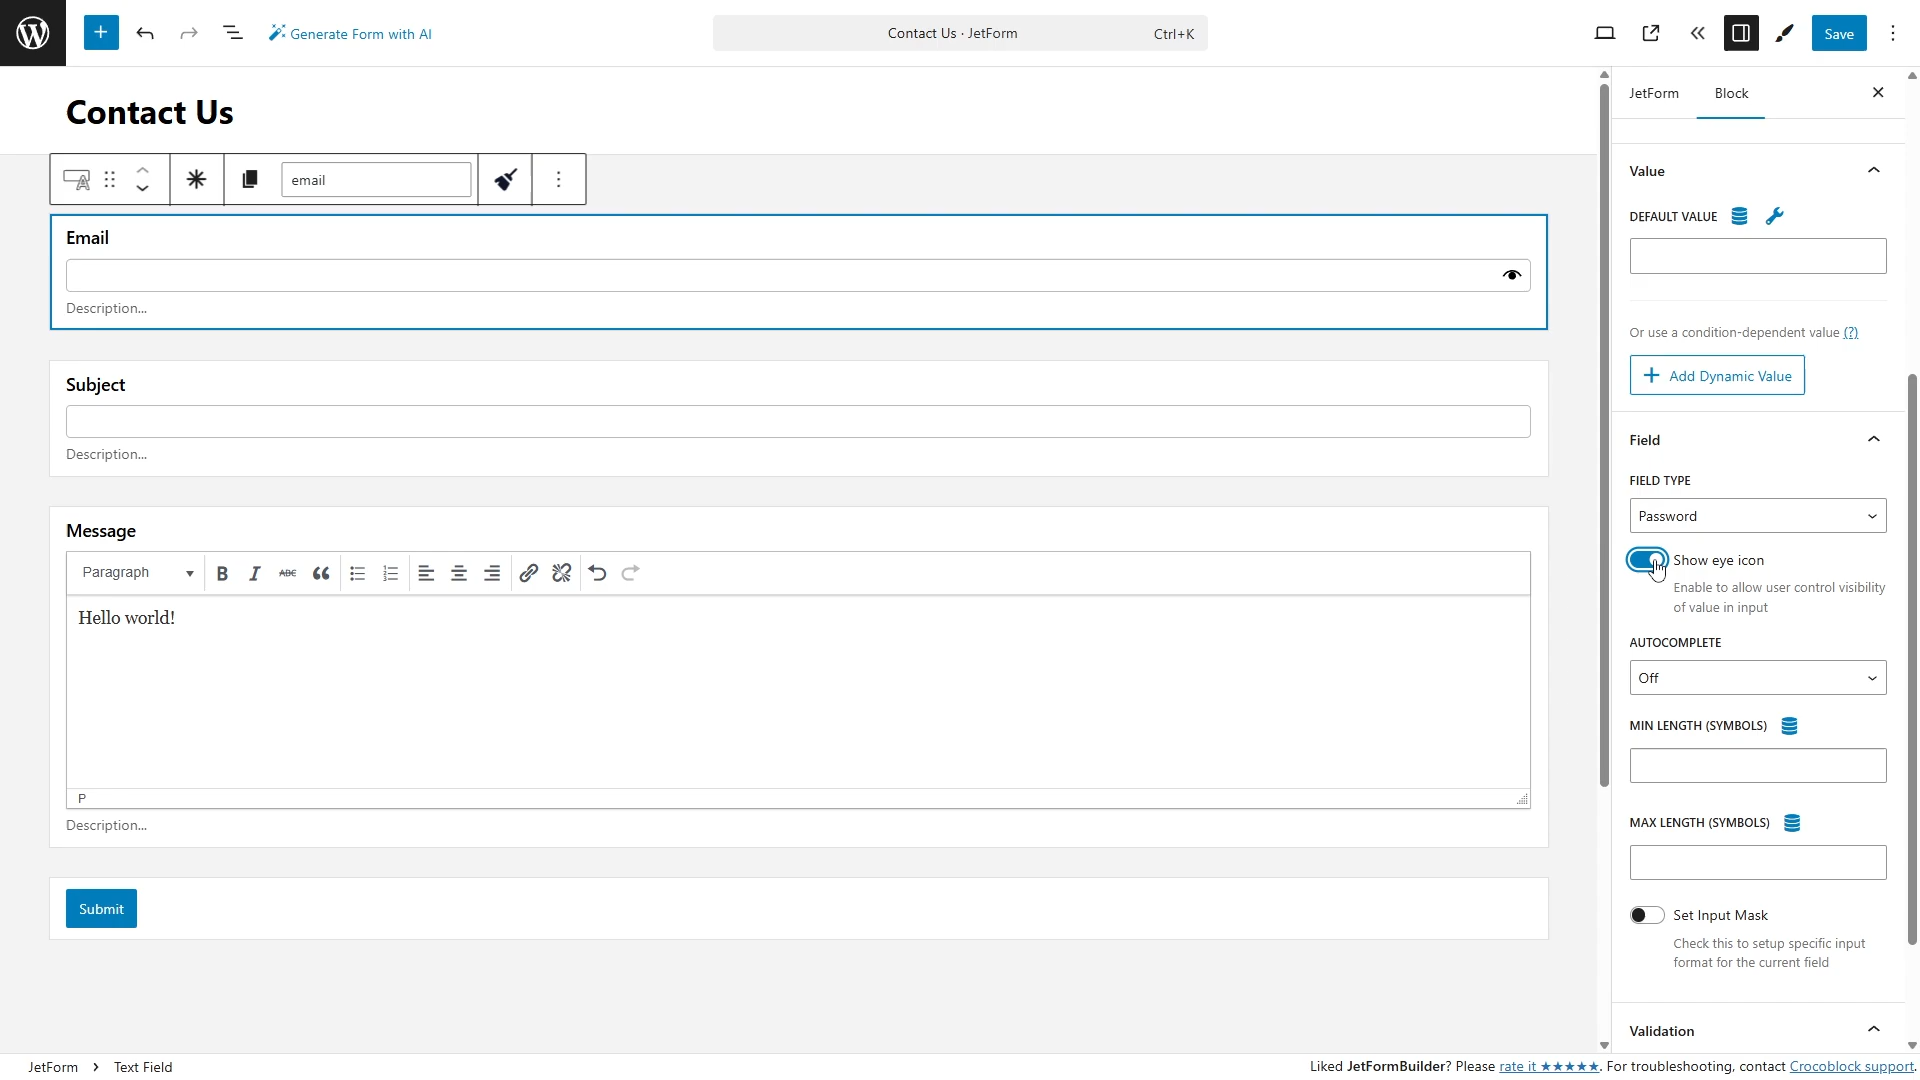 Generate Form with AI
Contact Us · JetForm
Ctrl+K
Save
Contact Us
email
Email
Description...
Subject
Description...
Message
Paragraph
B
I
ABC
Hello world!
P
Description...
Submit
JetForm
Block
Value
DEFAULT VALUE
Or use a condition-dependent value (?)
Add Dynamic Value
Field
FIELD TYPE
Password
Show eye icon
Enable to allow user control visibility
of value in input
AUTOCOMPLETE
Off
MIN LENGTH (SYMBOLS)
MAX LENGTH (SYMBOLS)
Set Input Mask
Check this to setup specific input
format for the current field
Validation
JetForm > Text Field
Liked JetFormBuilder? Please rate it ★★★★★. For troubleshooting, contact Crocoblock support.